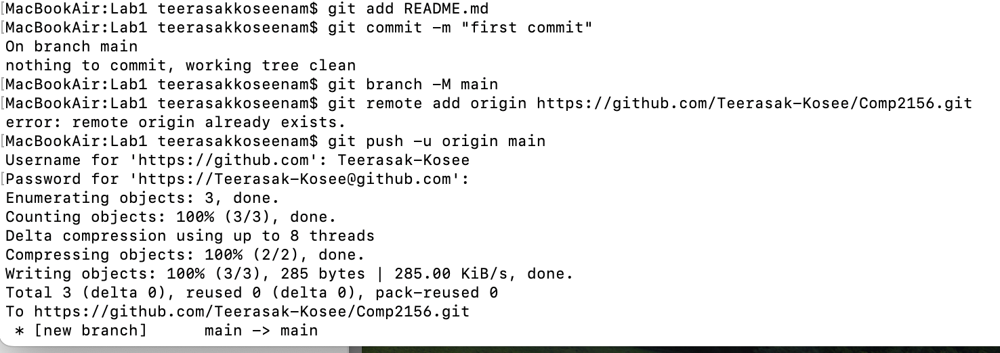 [MacBookAir:Lab1 teerasakkoseenam$ git add README.md
[MacBookAir:Lab1 teerasakkoseenam$ git commit -m "first commit"
On branch main
nothing to commit, working tree clean
[MacBookAir:Lab1 teerasakkoseenam$ git branch -M main
[MacBookAir:Lab1 teerasakkoseenam$ git remote add origin https://github.com/Teerasak-Kosee/Comp2156.git
error: remote origin already exists.
[MacBookAir:Lab1 teerasakkoseenam$ git push -u origin main
Username for 'https://github.com': Teerasak-Kosee
[Password for 'https://Teerasak-Kosee@github.com':
Enumerating objects: 3, done.
Counting objects: 100% (3/3), done.
Delta compression using up to 8 threads
Compressing objects: 100% (2/2), done.
Writing objects: 100% (3/3), 285 bytes | 285.00 KiB/s, done.
Total 3 (delta 0), reused 0 (delta 0), pack-reused 0
To https://github.com/Teerasak-Kosee/Comp2156.git
 * [new branch]      main -> main